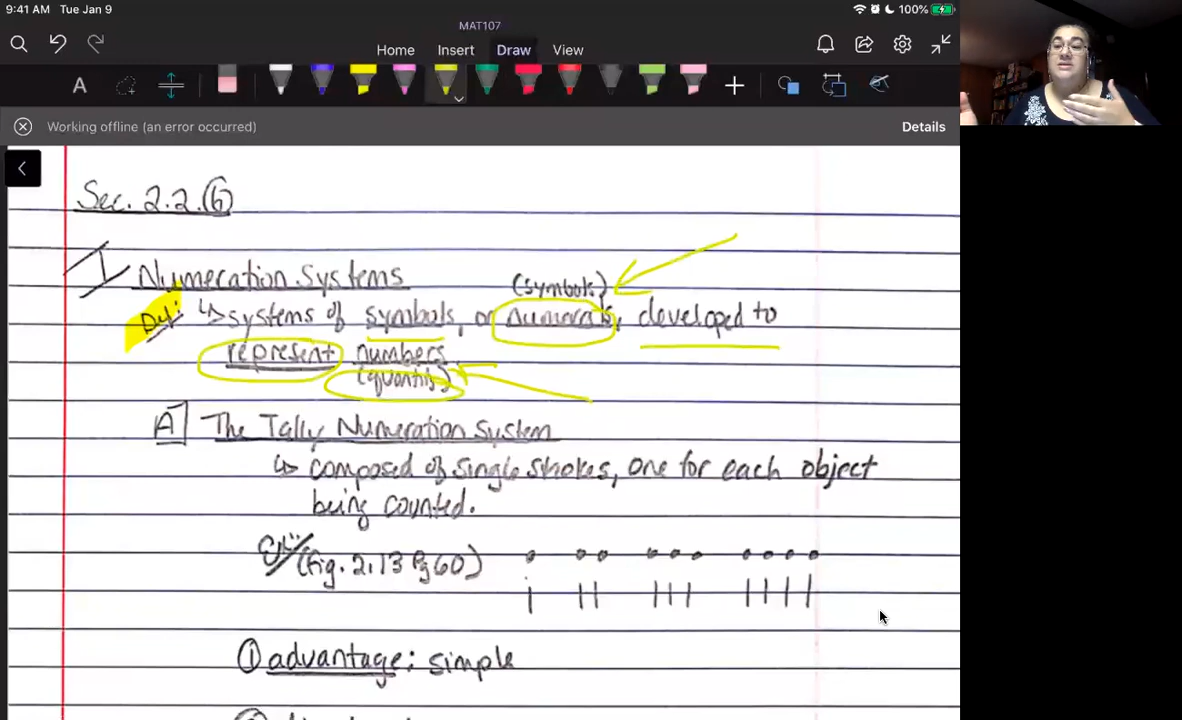 9:41 AM Tue Jan 9
100%
MAT107
Home Insert Draw View
A
Working offline (an error occurred)
Details
Sec. 2.2.6
I Numeration Systems
(symbols)
Def: ↳ systems of symbols, or numerals, developed to
represent numbers
(quantity)
A The Tally Numeration System
↳ composed of single strokes, one for each object
being counted.
(Fig. 2.13 Pg 60)
| || ||| ||||
① advantage: simple